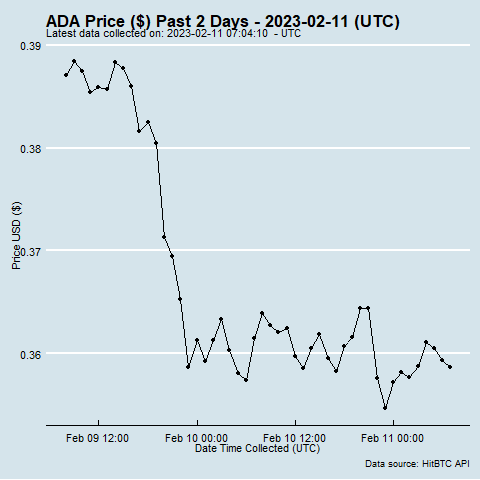 ADA Price ($) Past 2 Days - 2023-02-11 (UTC)
Latest data collected on: 2023-02-11 07:04:10 - UTC
0.39
0.38
0.37
0.36
Price USD ($)
Feb 09 12:00
Feb 10 00:00
Feb 10 12:00
Feb 11 00:00
Date Time Collected (UTC)
Data source: HitBTC API